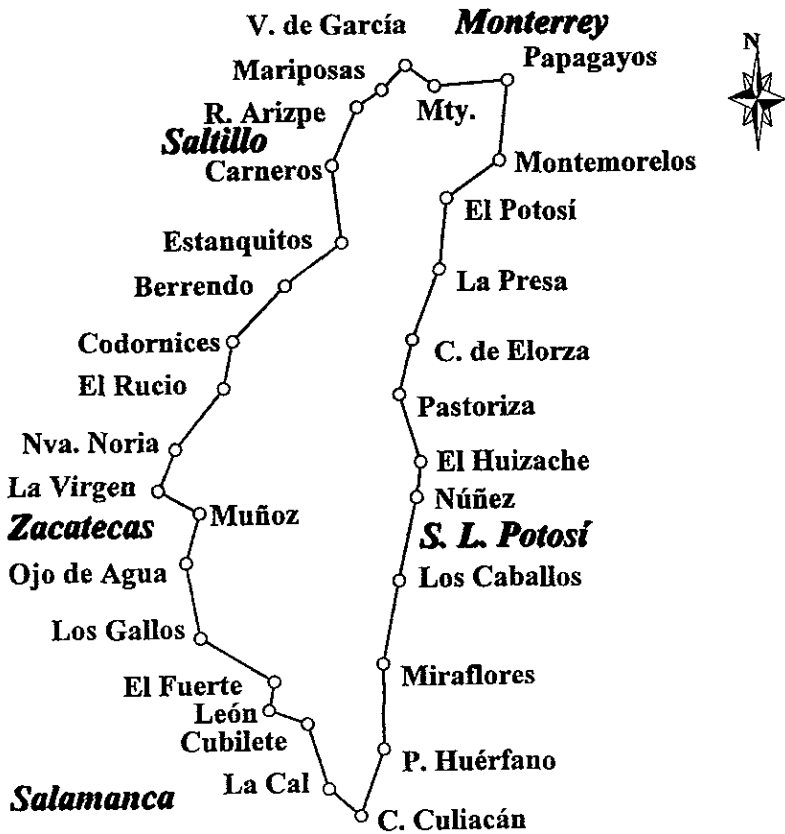 V. de García
Monterrey
N
Mariposas
Papagayos
R. Arizpe
Mty.
Saltillo
Carneros
Montemorelos
El Potosí
Estanquitos
La Presa
Berrendo
Codornices
C. de Elorza
El Rucio
Pastoriza
Nva. Noria
El Huizache
La Virgen
Núñez
Muñoz
Zacatecas
S. L. Potosí
Ojo de Agua
Los Caballos
Los Gallos
Miraflores
El Fuerte
León
Cubilete
P. Huérfano
La Cal
Salamanca
C. Culiacán